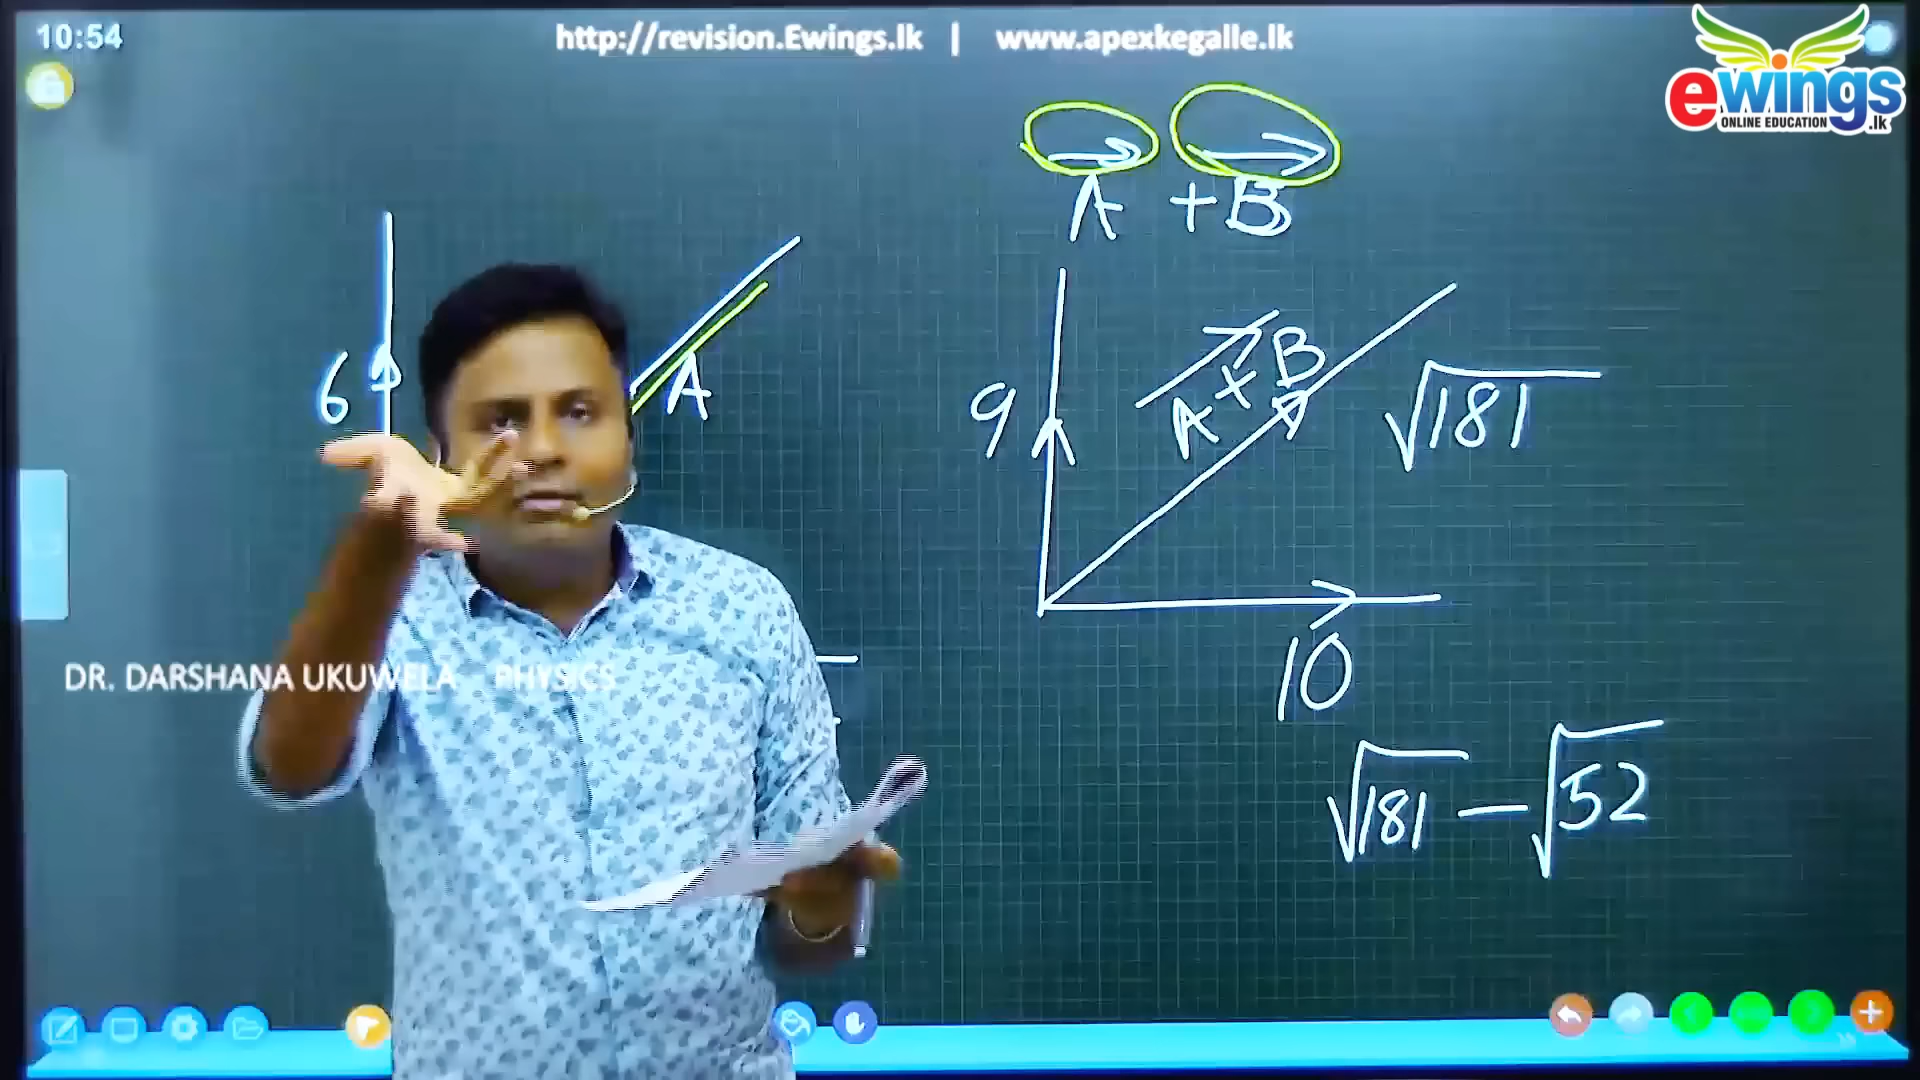 10:54
http://revision.Ewings.lk | www.apexkegalle.lk
ewings
ONLINE EDUCATION .lk
A + B
6
A
9
A + B
√181
10
DR. DARSHANA UKUWELA PHYSICS
√181 − √52